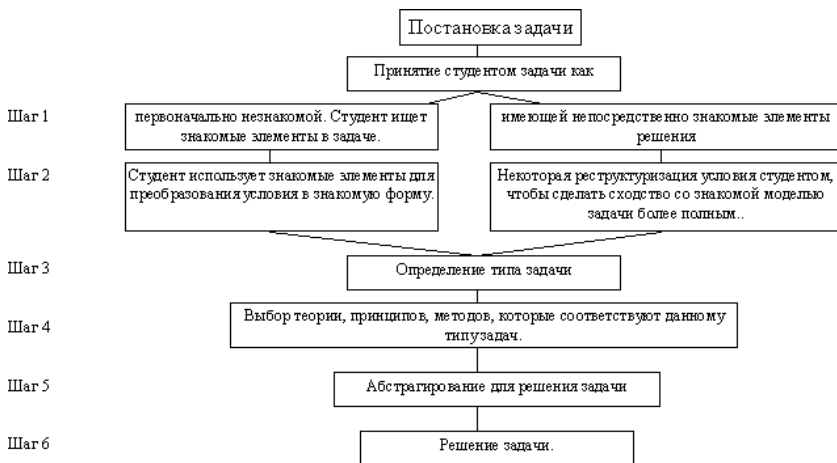 Постановка задачи
Принятие студентом задачи как
Шаг 1
первоначально незнакомой. Студент ищет
знакомые элементы в задаче.
имеющей непосредственно знакомые элементы
решения
Шаг 2
Студент использует знакомые элементы для
преобразования условия в знакомую форму.
Некоторая реструктуризация условия студентом,
чтобы сделать сходство со знакомой моделью
задачи более полным..
Шаг 3
Определение типа задачи
Шаг 4
Выбор теории, принципов, методов, которые соответствуют данному
типу задач.
Шаг 5
Абстрагирование для решения задачи
Шаг 6
Решение задачи.